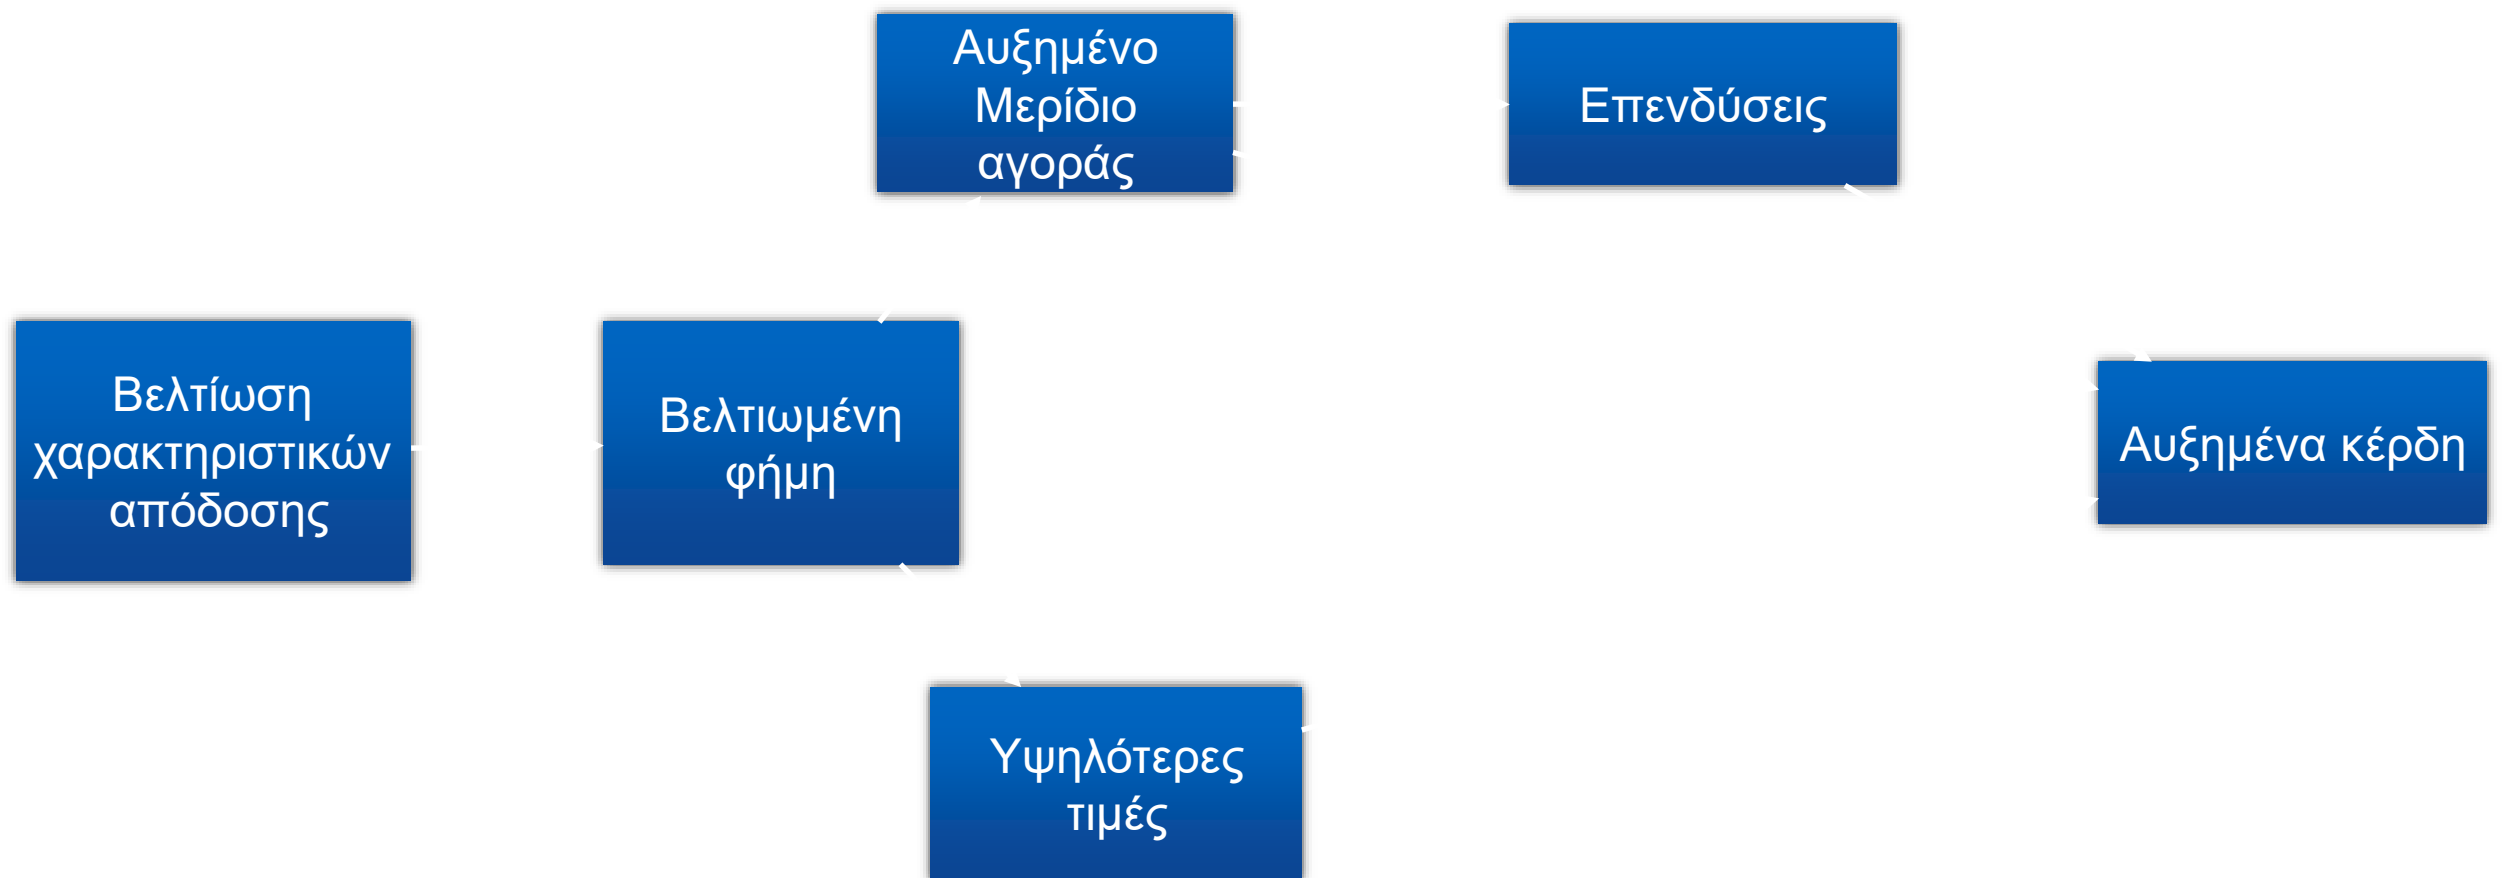 Αυξημένο
Μερίδιο
αγοράς
Επενδύσεις
Βελτίωση
χαρακτηριστικών
απόδοσης
Βελτιωμένη
φήμη
Αυξημένα κέρδη
Υψηλότερες
τιμές